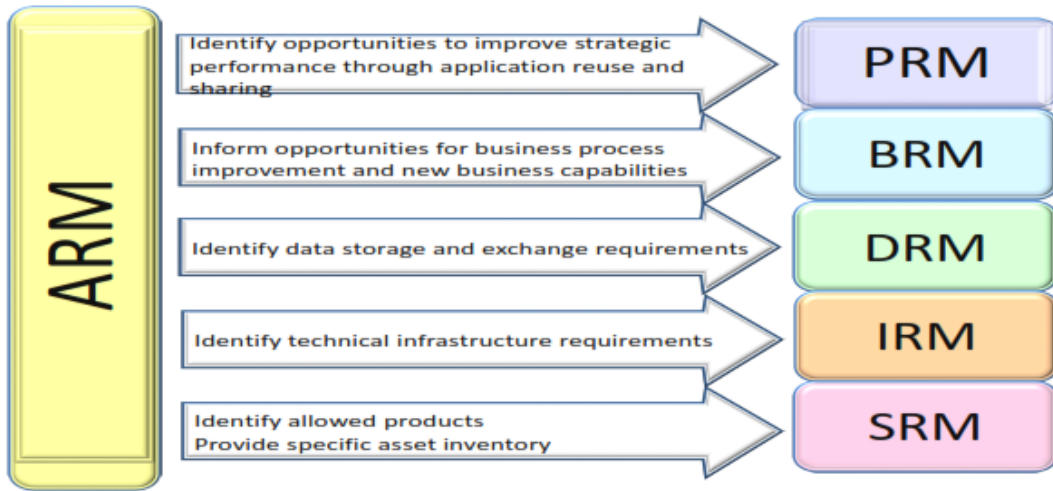 ARM
Identify opportunities to improve strategic
performance through application reuse and
sharing
PRM
Inform opportunities for business process
improvement and new business capabilities
BRM
Identify data storage and exchange requirements
DRM
Identify technical infrastructure requirements
IRM
Identify allowed products
Provide specific asset inventory
SRM